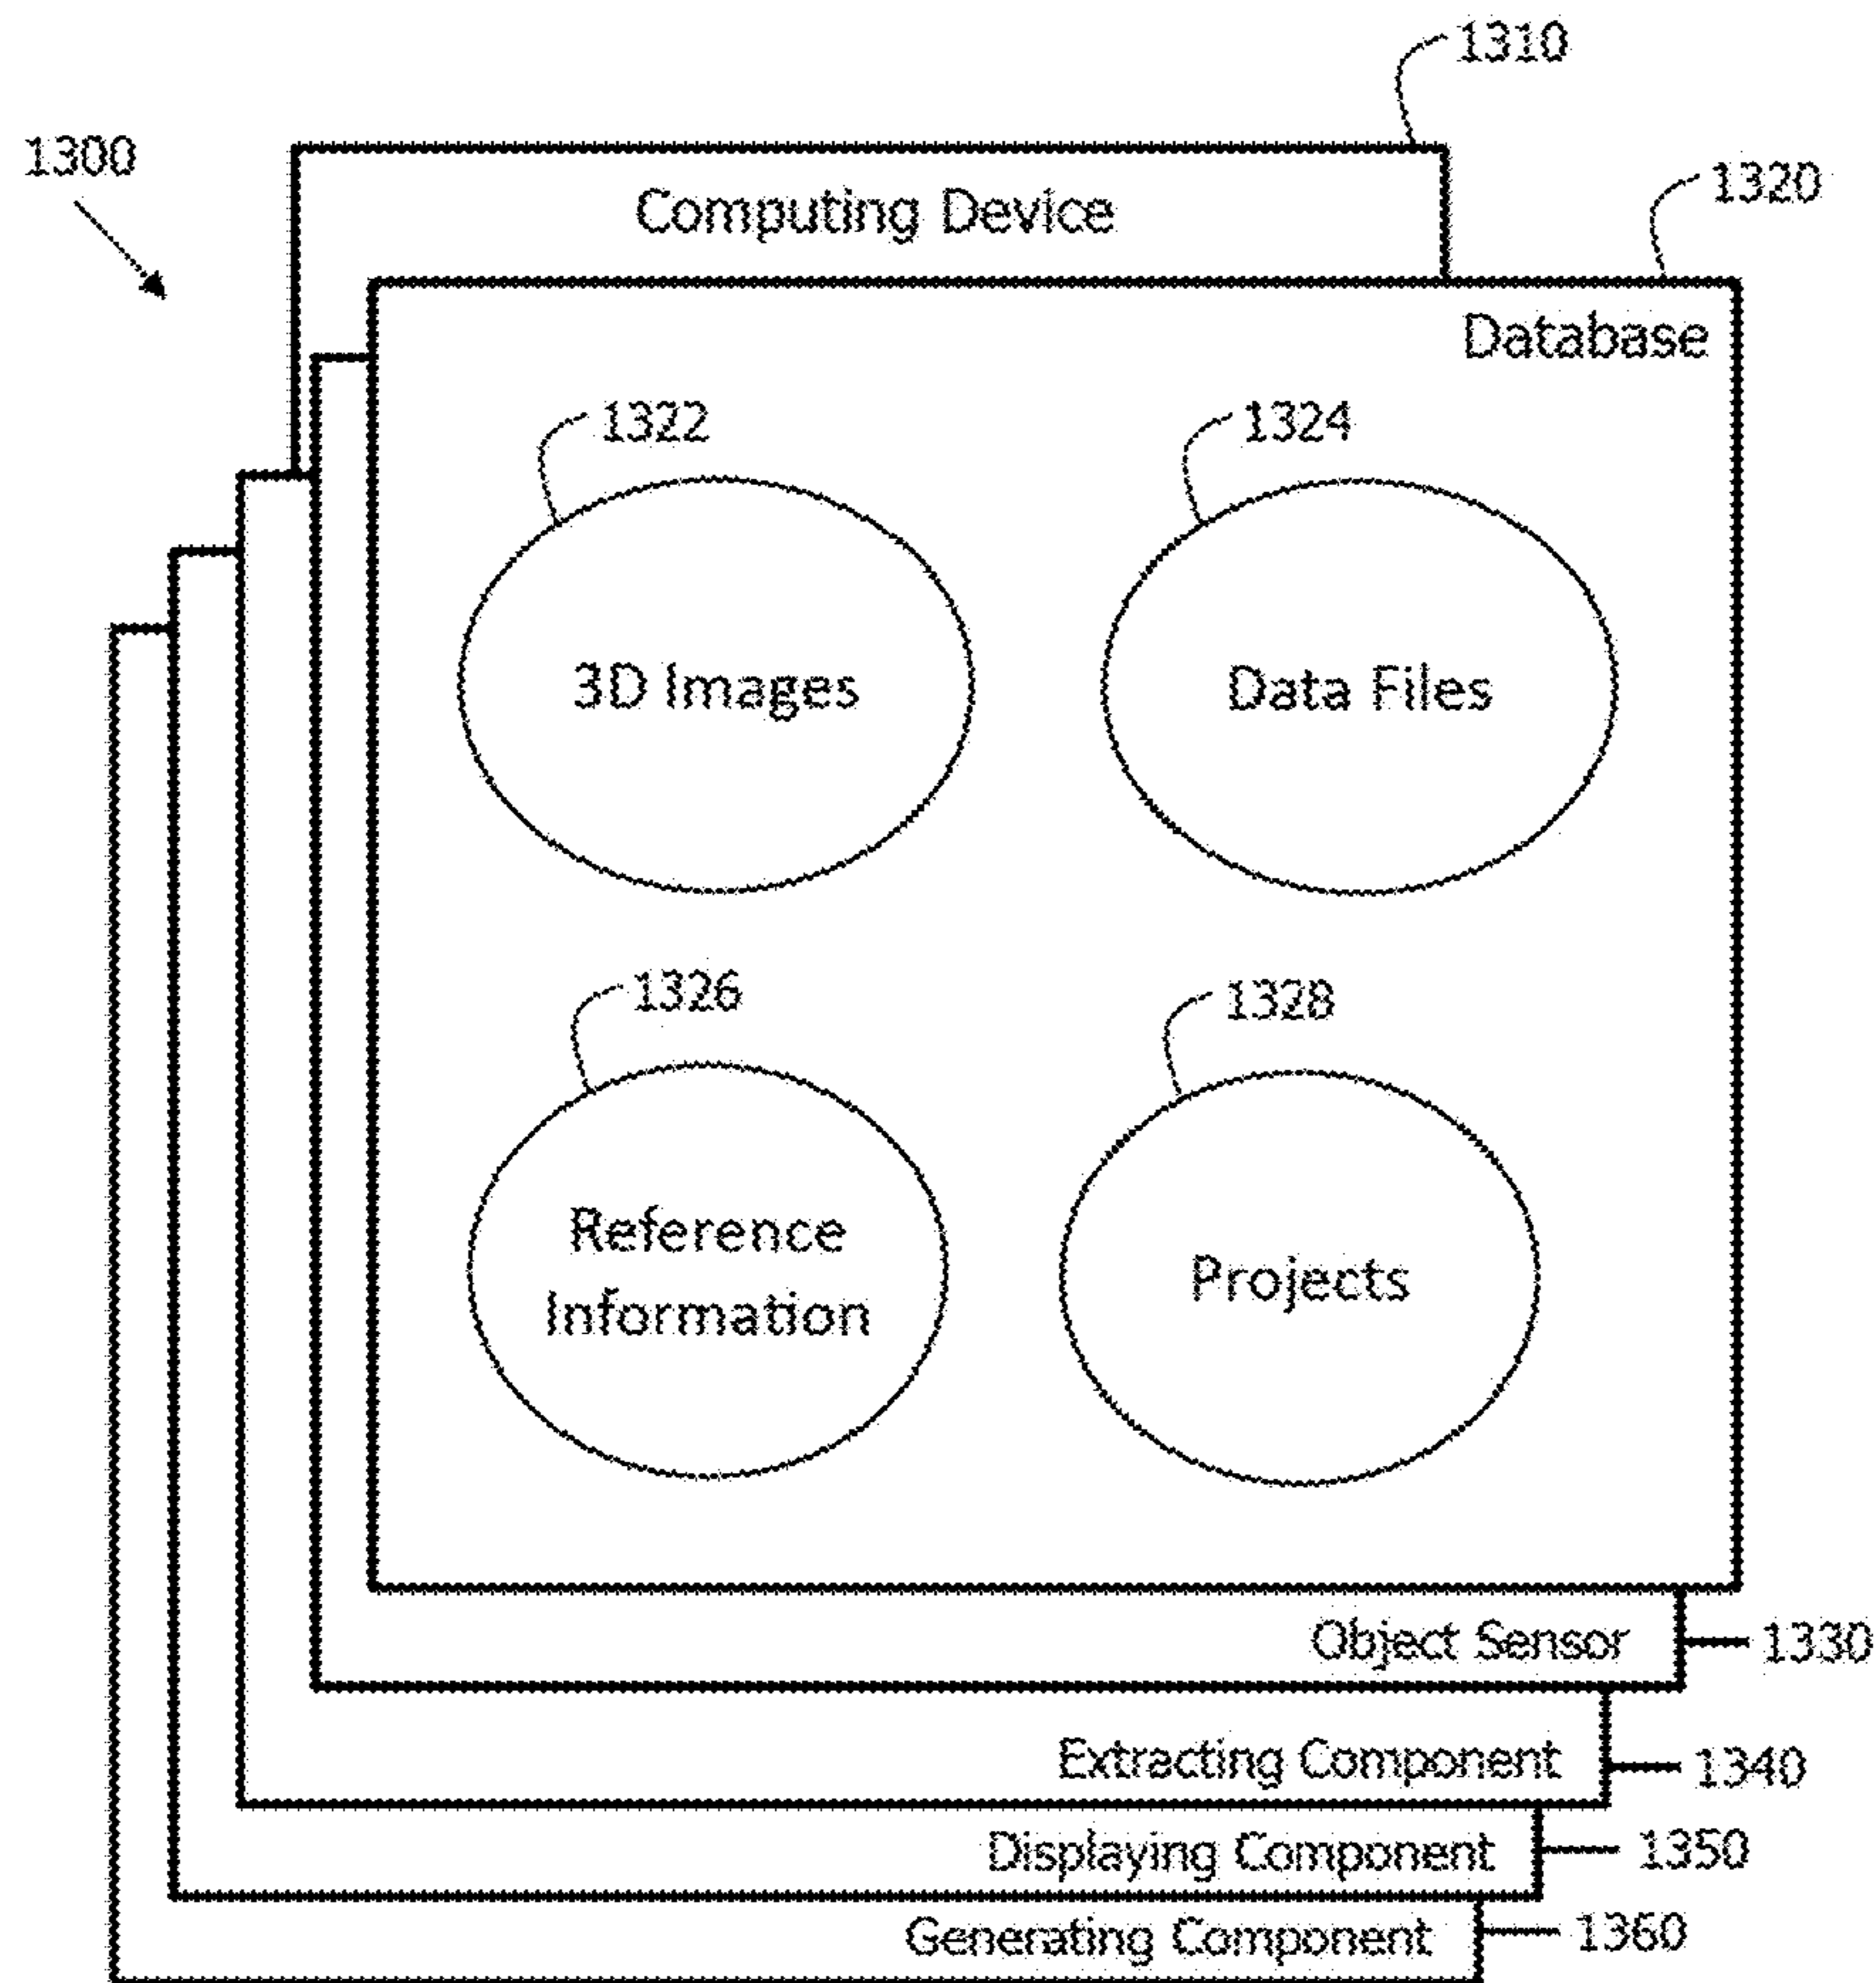 1310
1300
Computing Device
1320
Database
1322
1324
3D Images
Data Files
1326
1328
Reference
Information
Projects
Object Sensor
1330
Extracting Component
1340
Displaying Component
1350
Generating Component
1360